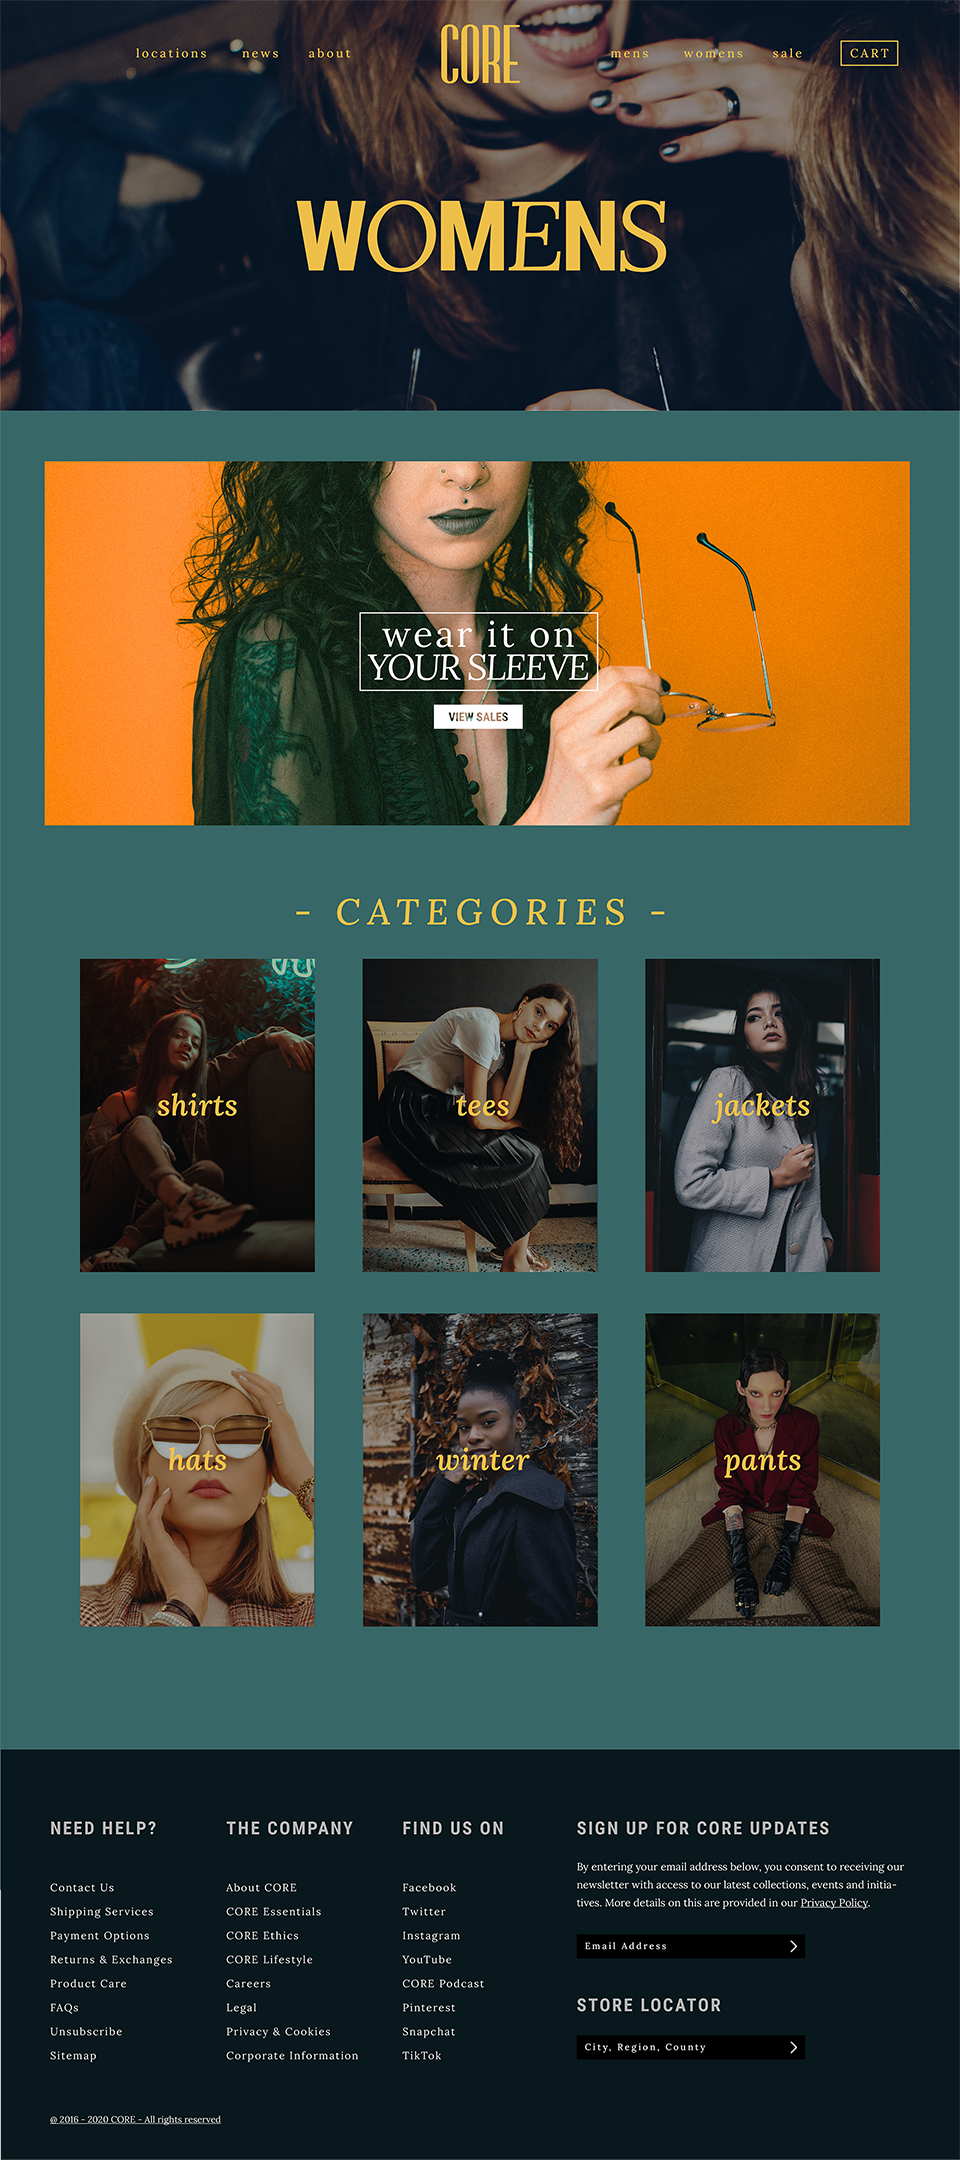 locations news about CORE mens womens sale CART
WOMENS
wear it on
YOUR SLEEVE
VIEW SALES
- CATEGORIES -
shirts tees jackets
hats winter pants
NEED HELP?
Contact Us
Shipping Services
Payment Options
Returns & Exchanges
Product Care
FAQs
Unsubscribe
Sitemap
THE COMPANY
About CORE
CORE Essentials
CORE Ethics
CORE Lifestyle
Careers
Legal
Privacy & Cookies
Corporate Information
FIND US ON
Facebook
Twitter
Instagram
YouTube
CORE Podcast
Pinterest
Snapchat
TikTok
SIGN UP FOR CORE UPDATES
By entering your email address below, you consent to receiving our
newsletter with access to our latest collections, events and initia-
tives. More details on this are provided in our Privacy Policy.
Email Address
STORE LOCATOR
City, Region, County
@ 2016 - 2020 CORE - All rights reserved